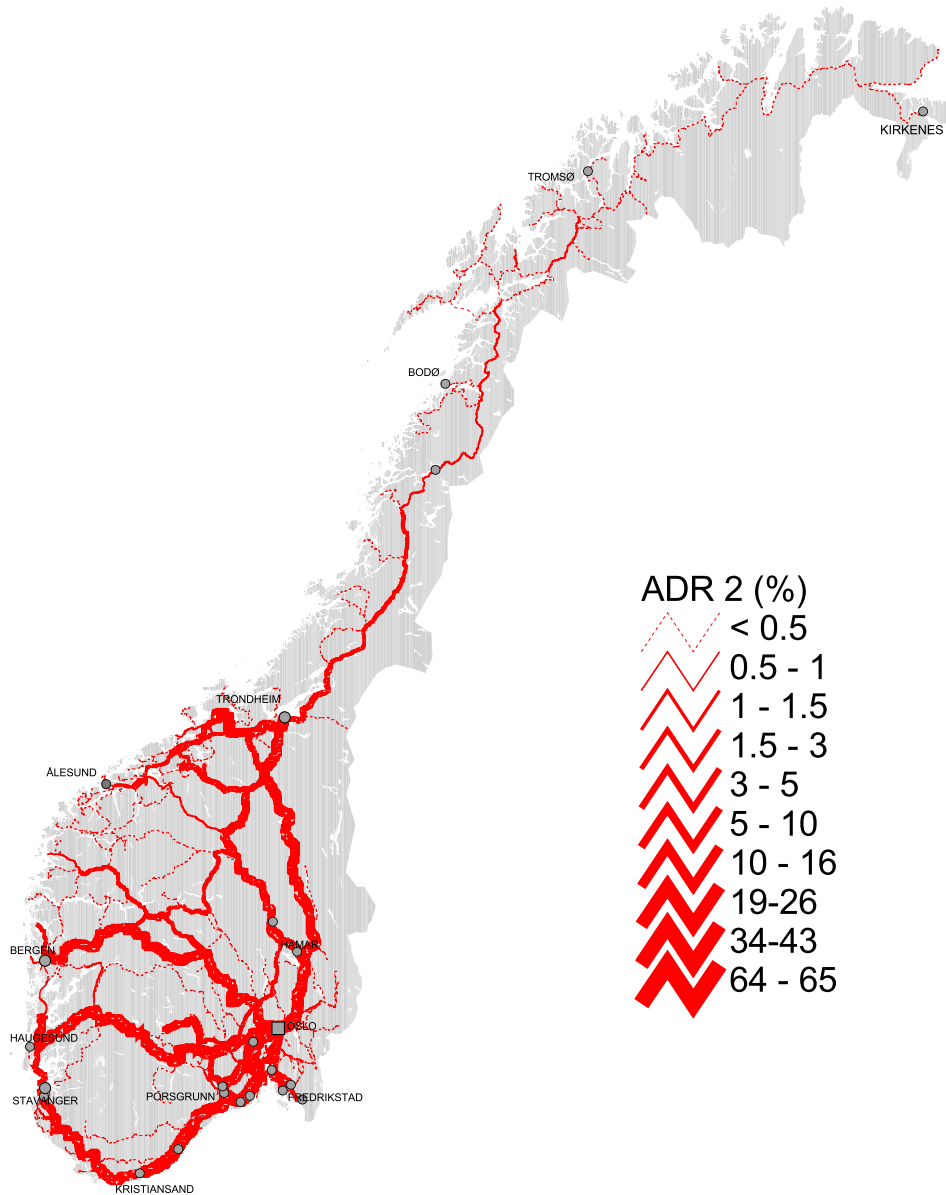 KIRKENES
TROMSØ
BODØ
ADR 2 (%)
< 0.5
0.5 - 1
1 - 1.5
1.5 - 3
3 - 5
5 - 10
10 - 16
19-26
34-43
64 - 65
TRONDHEIM
ÅLESUND
HAMAR
BERGEN
OSLO
HAUGESUND
STAVANGER
PORSGRUNN
FREDRIKSTAD
KRISTIANSAND